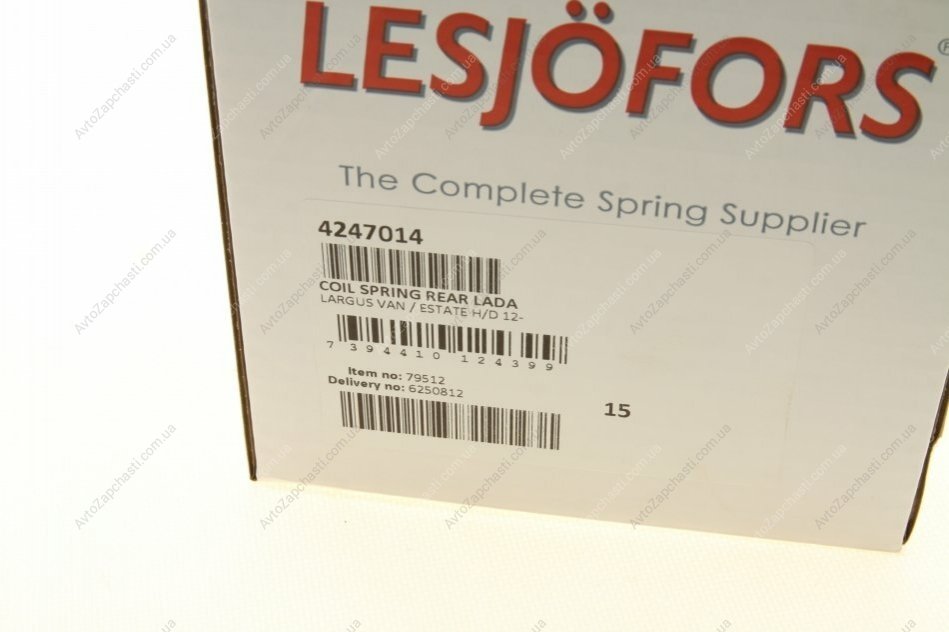 LESJÖFORS
The Complete Spring Supplier
4247014
COIL SPRING REAR LADA
LARGUS VAN / ESTATE H/D 12-
7 394410 124399
Item no: 79512
Delivery no: 6250812
15
AvtoZapchasti.com.ua